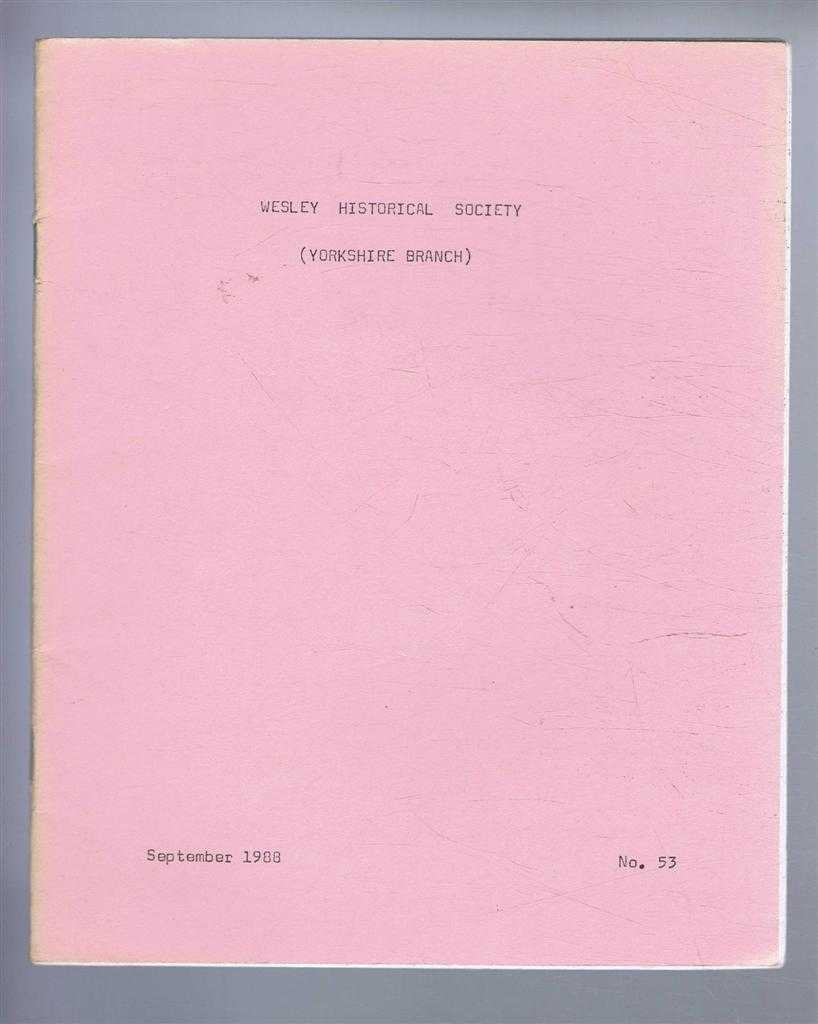 WESLEY HISTORICAL SOCIETY
(YORKSHIRE BRANCH)
September 1988
No. 53